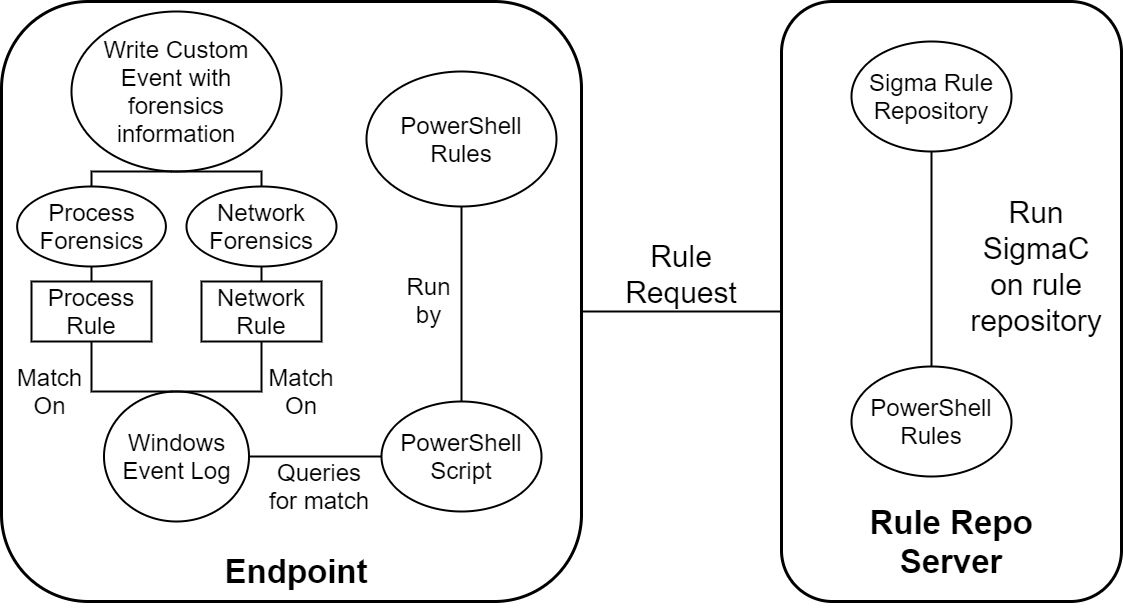 Write Custom
Event with
forensics
information
PowerShell
Rules
Process
Forensics
Network
Forensics
Process
Rule
Network
Rule
Run
by
Match
On
Match
On
Windows
Event Log
Queries
for match
PowerShell
Script
Endpoint
Rule
Request
Sigma Rule
Repository
Run
SigmaC
on rule
repository
PowerShell
Rules
Rule Repo
Server